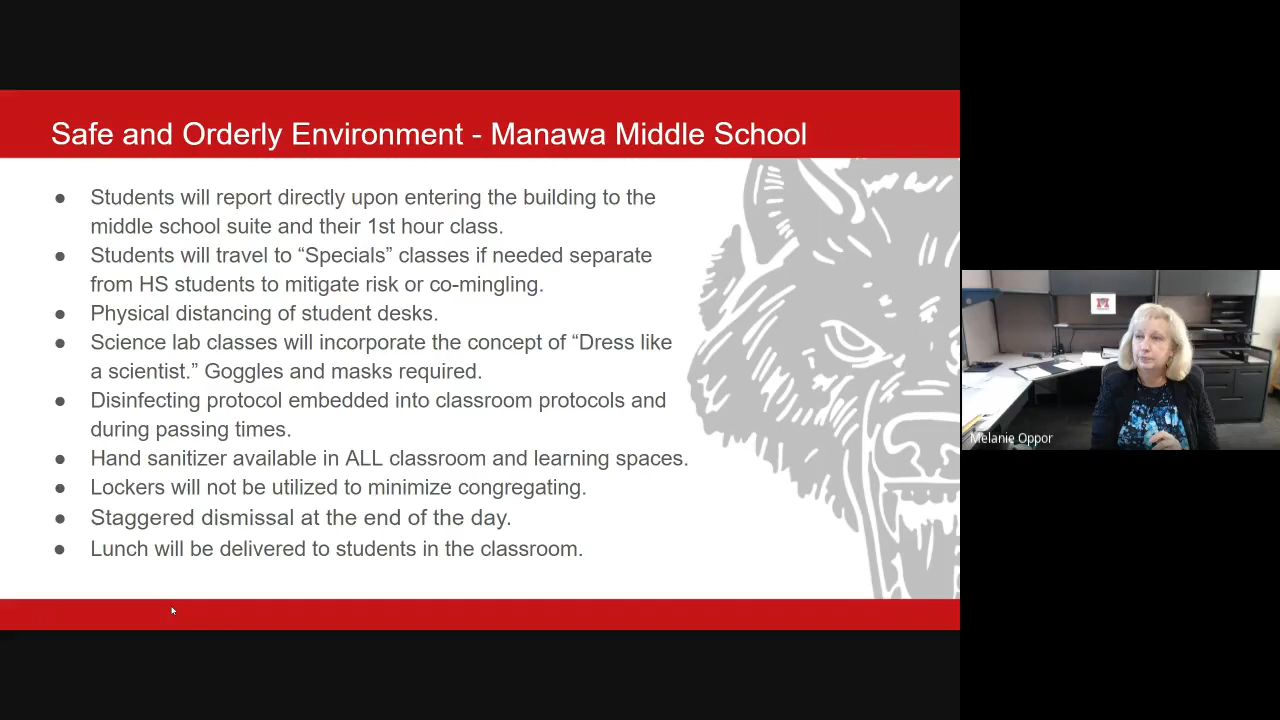 Safe and Orderly Environment - Manawa Middle School
● Students will report directly upon entering the building to the
middle school suite and their 1st hour class.
● Students will travel to “Specials” classes if needed separate
from HS students to mitigate risk or co-mingling.
● Physical distancing of student desks.
● Science lab classes will incorporate the concept of “Dress like
a scientist.” Goggles and masks required.
● Disinfecting protocol embedded into classroom protocols and
during passing times.
● Hand sanitizer available in ALL classroom and learning spaces.
● Lockers will not be utilized to minimize congregating.
● Staggered dismissal at the end of the day.
● Lunch will be delivered to students in the classroom.
Melanie Oppor